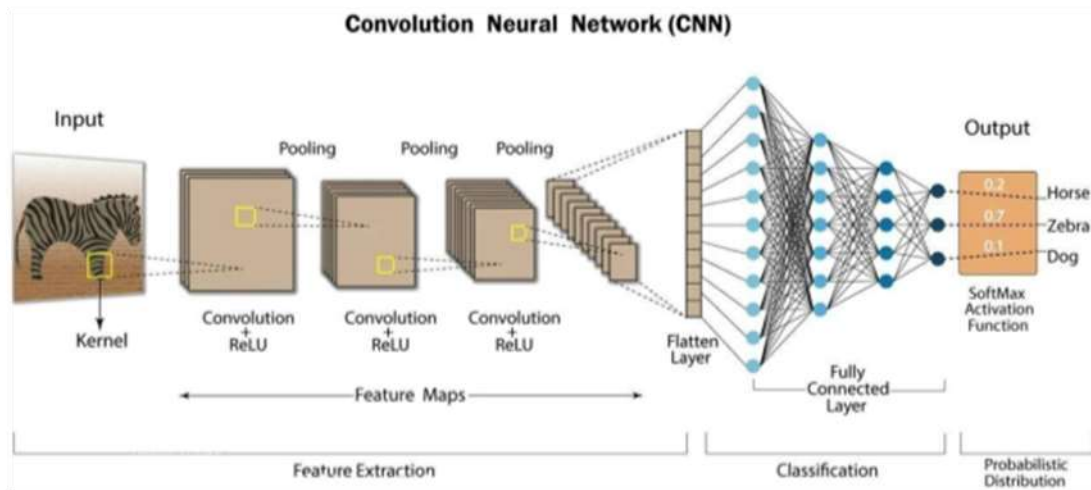 Convolution Neural Network (CNN)
Input
Kernel
Pooling
Pooling
Pooling
Convolution
+
ReLU
Convolution
+
ReLU
Convolution
+
ReLU
Feature Maps
Flatten
Layer
Fully
Connected
Layer
Output
0.2
0.7
0.1
Horse
Zebra
Dog
SoftMax
Activation
Function
Feature Extraction
Classification
Probabilistic
Distribution